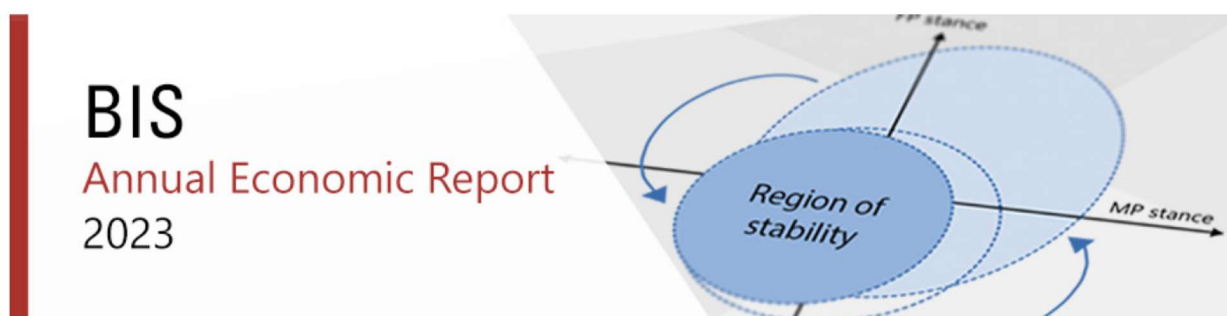 BIS
Annual Economic Report
2023
FP stance
Region of
stability
MP stance